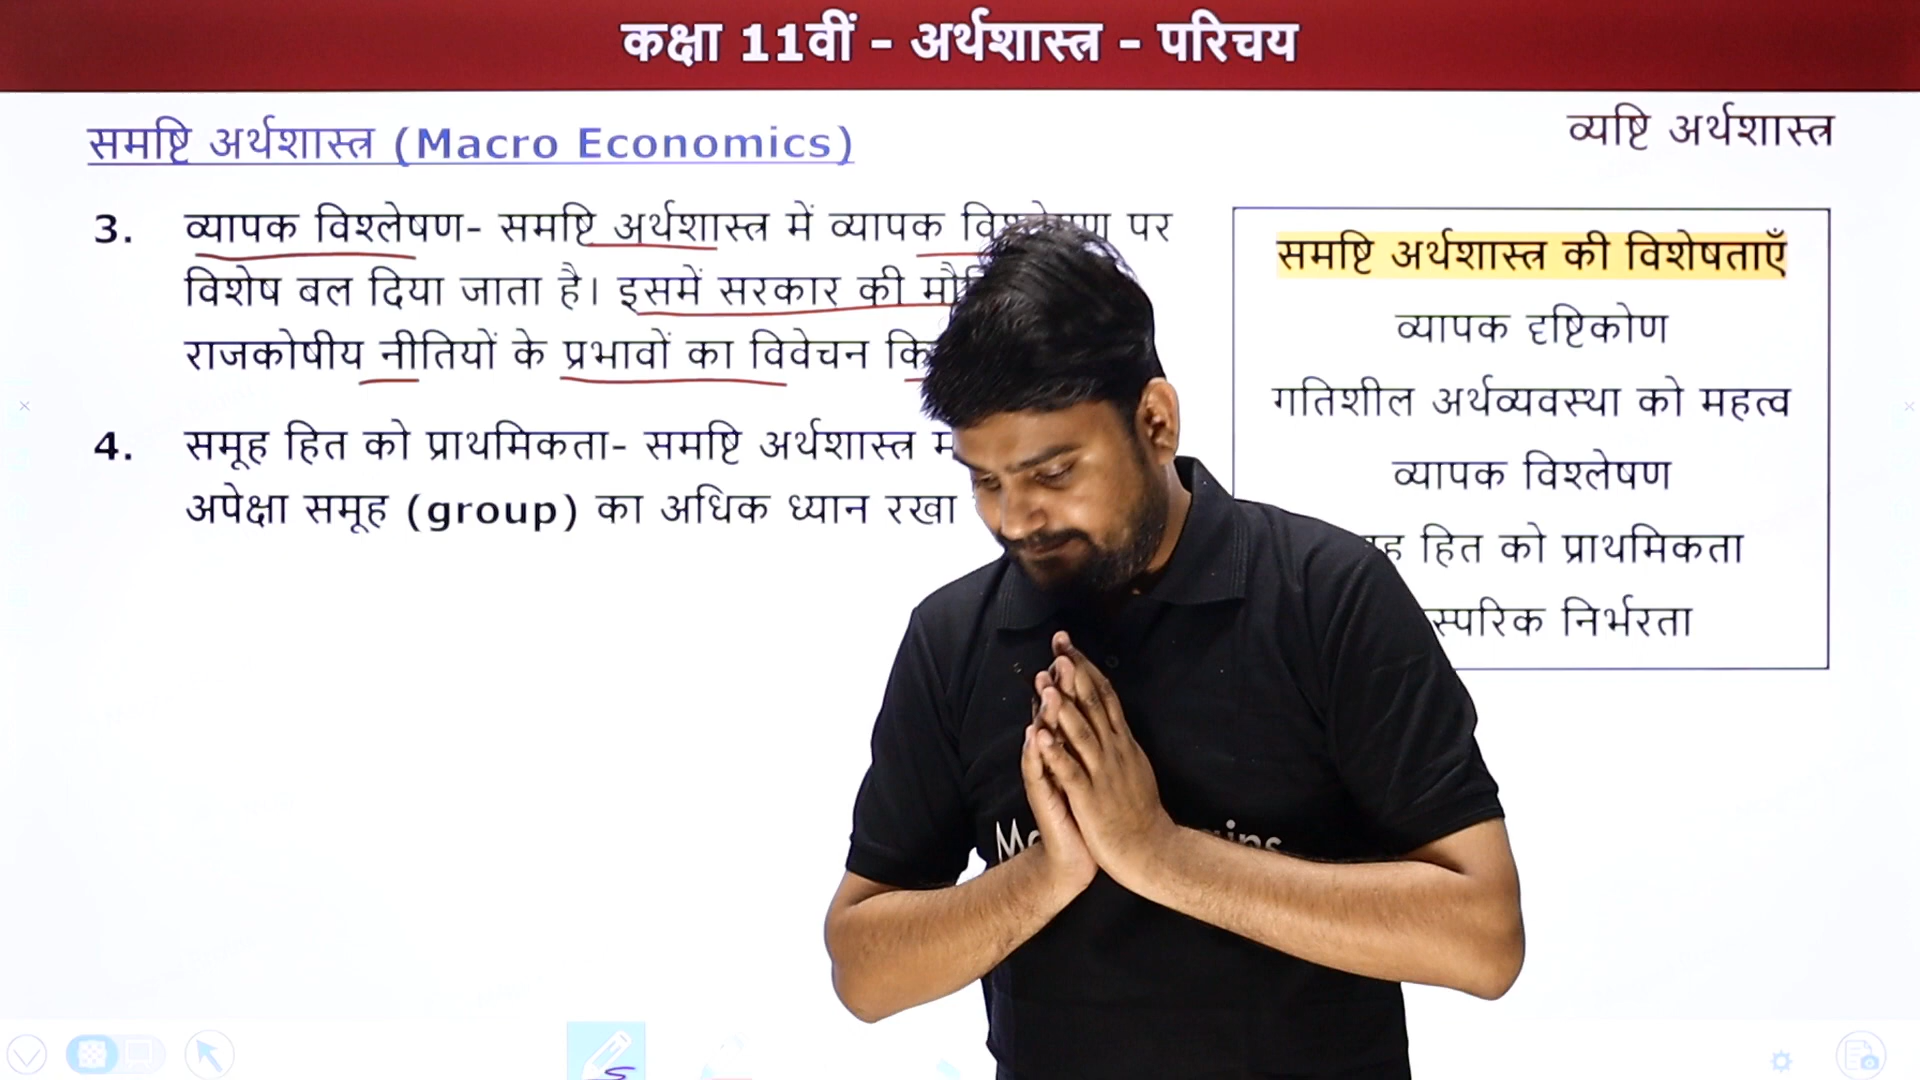 कक्षा 11वीं - अर्थशास्त्र - परिचय
समष्टि अर्थशास्त्र (Macro Economics)
व्यष्टि अर्थशास्त्र
3. व्यापक विश्लेषण- समष्टि अर्थशास्त्र में व्यापक पर
विशेष बल दिया जाता है। इसमें सरकार की
राजकोषीय नीतियों के प्रभावों का विवेचन
4. समूह हित को प्राथमिकता- समष्टि अर्थशास्त्र
अपेक्षा समूह (group) का अधिक ध्यान रखा
समष्टि अर्थशास्त्र की विशेषताएँ
व्यापक दृष्टिकोण
गतिशील अर्थव्यवस्था को महत्व
व्यापक विश्लेषण
हित को प्राथमिकता
निर्भरता